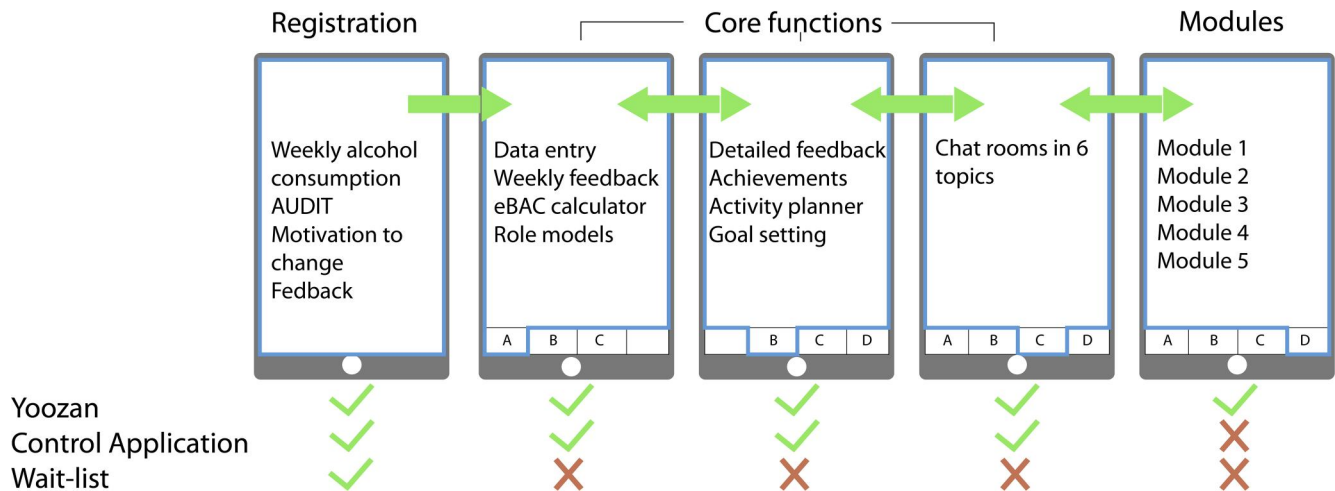 Registration
Core functions
Modules
Weekly alcohol
consumption
AUDIT
Motivation to
change
Fedback
Data entry
Weekly feedback
eBAC calculator
Role models
A B C
Detailed feedback
Achievements
Activity planner
Goal setting
B C D
Chat rooms in 6
topics
A B C D
Module 1
Module 2
Module 3
Module 4
Module 5
A B C D
Yoozan
Control Application
Wait-list